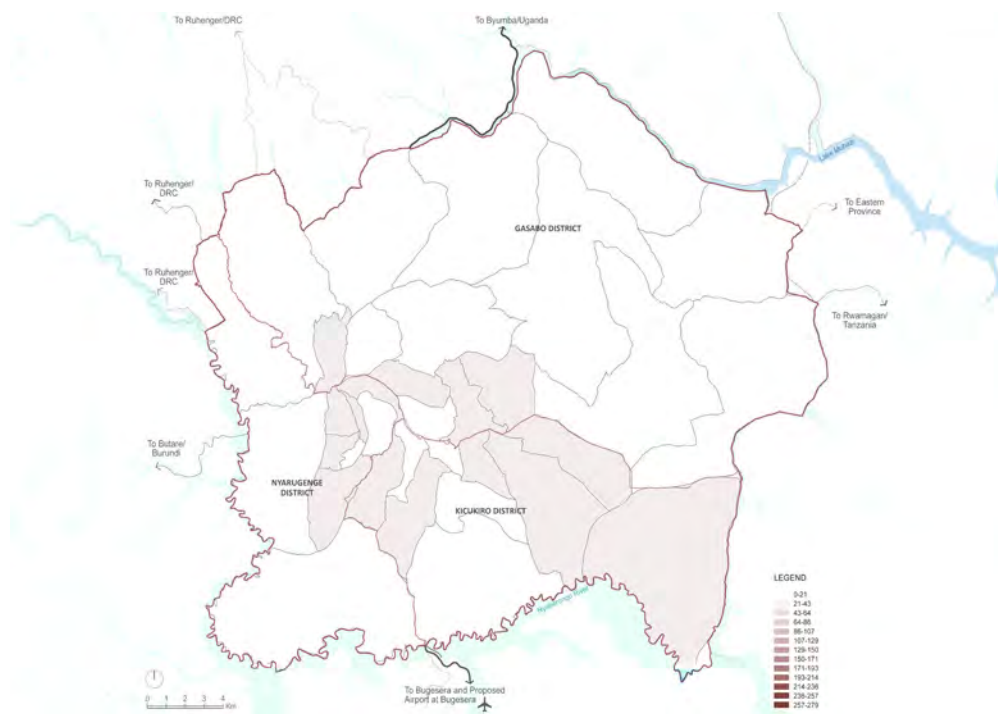 To Ruhenger/DRC
To Byumba/Uganda
Lake Muhazi
To Ruhenger/
DRC
To Eastern
Province
GASABO DISTRICT
To Ruhenger/
DRC
To Rwamagan/
Tanzania
To Butare/
Burundi
NYARUGENGE
DISTRICT
KICUKIRO DISTRICT
LEGEND
0-21
21-43
43-64
64-86
86-107
107-129
129-150
150-171
171-193
193-214
214-236
236-257
257-279
To Bugesera and Proposed
Airport at Bugesera
0 1 2 3 4
Km